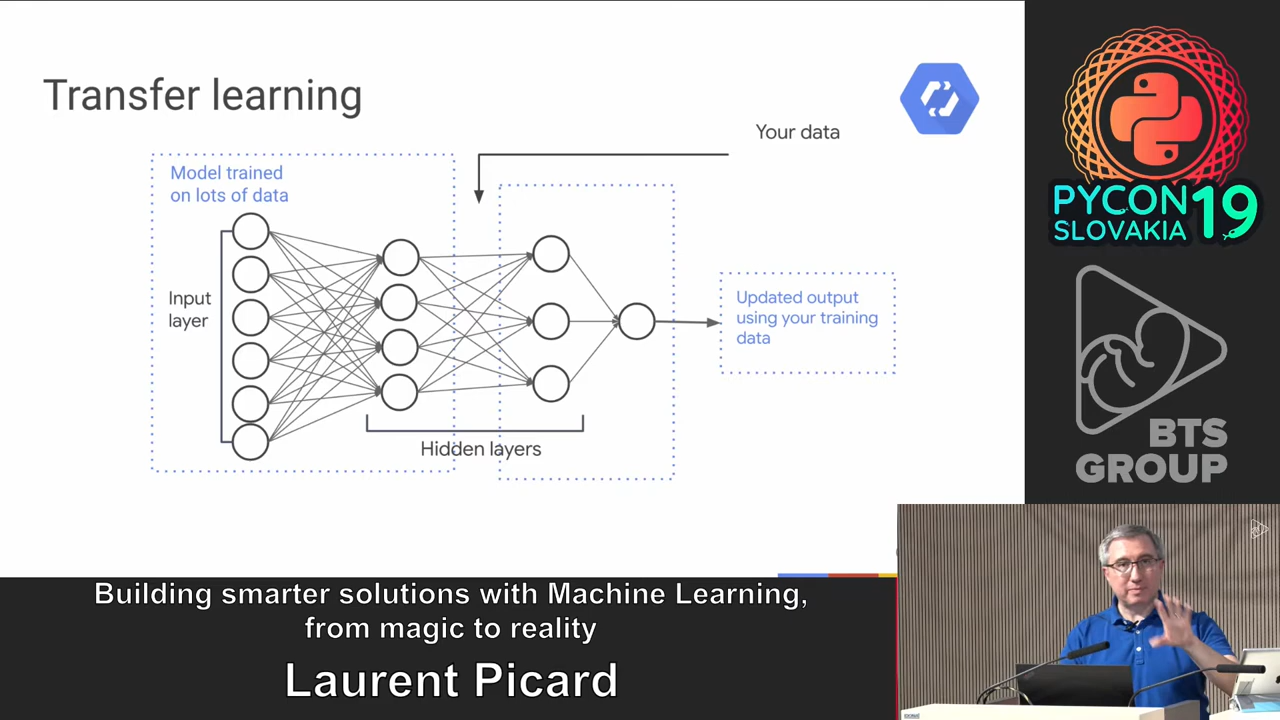 Transfer learning
Your data
Model trained
on lots of data
Input
layer
Updated output
using your training
data
Hidden layers
PYCON 19
SLOVAKIA
BTS
GROUP
Building smarter solutions with Machine Learning,
from magic to reality
Laurent Picard